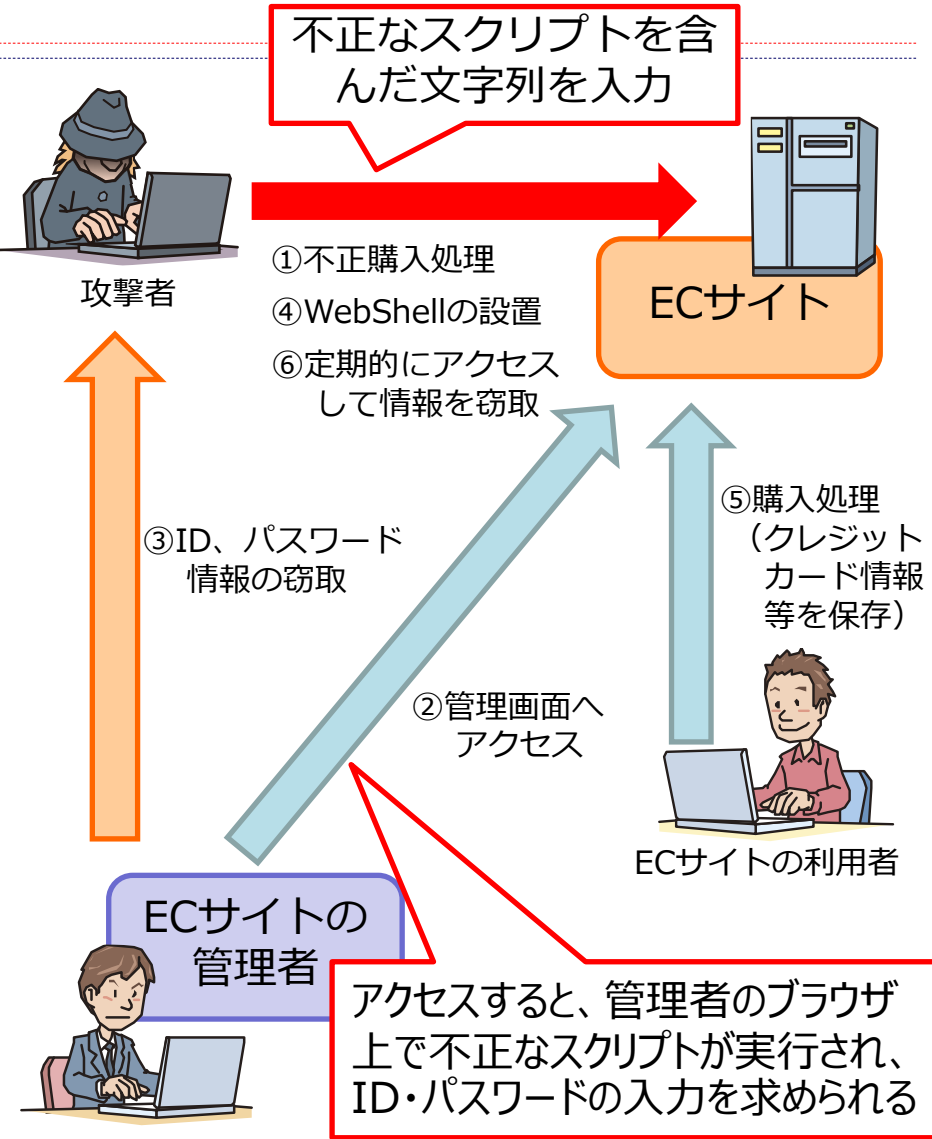 不正なスクリプトを含
んだ文字列を入力
攻撃者
①不正購入処理
④WebShellの設置
⑥定期的にアクセス
して情報を窃取
ECサイト
③ID、パスワード
情報の窃取
⑤購入処理
（クレジット
カード情報
等を保存）
②管理画面へ
アクセス
ECサイトの利用者
ECサイトの
管理者
アクセスすると、管理者のブラウザ
上で不正なスクリプトが実行され、
ID・パスワードの入力を求められる